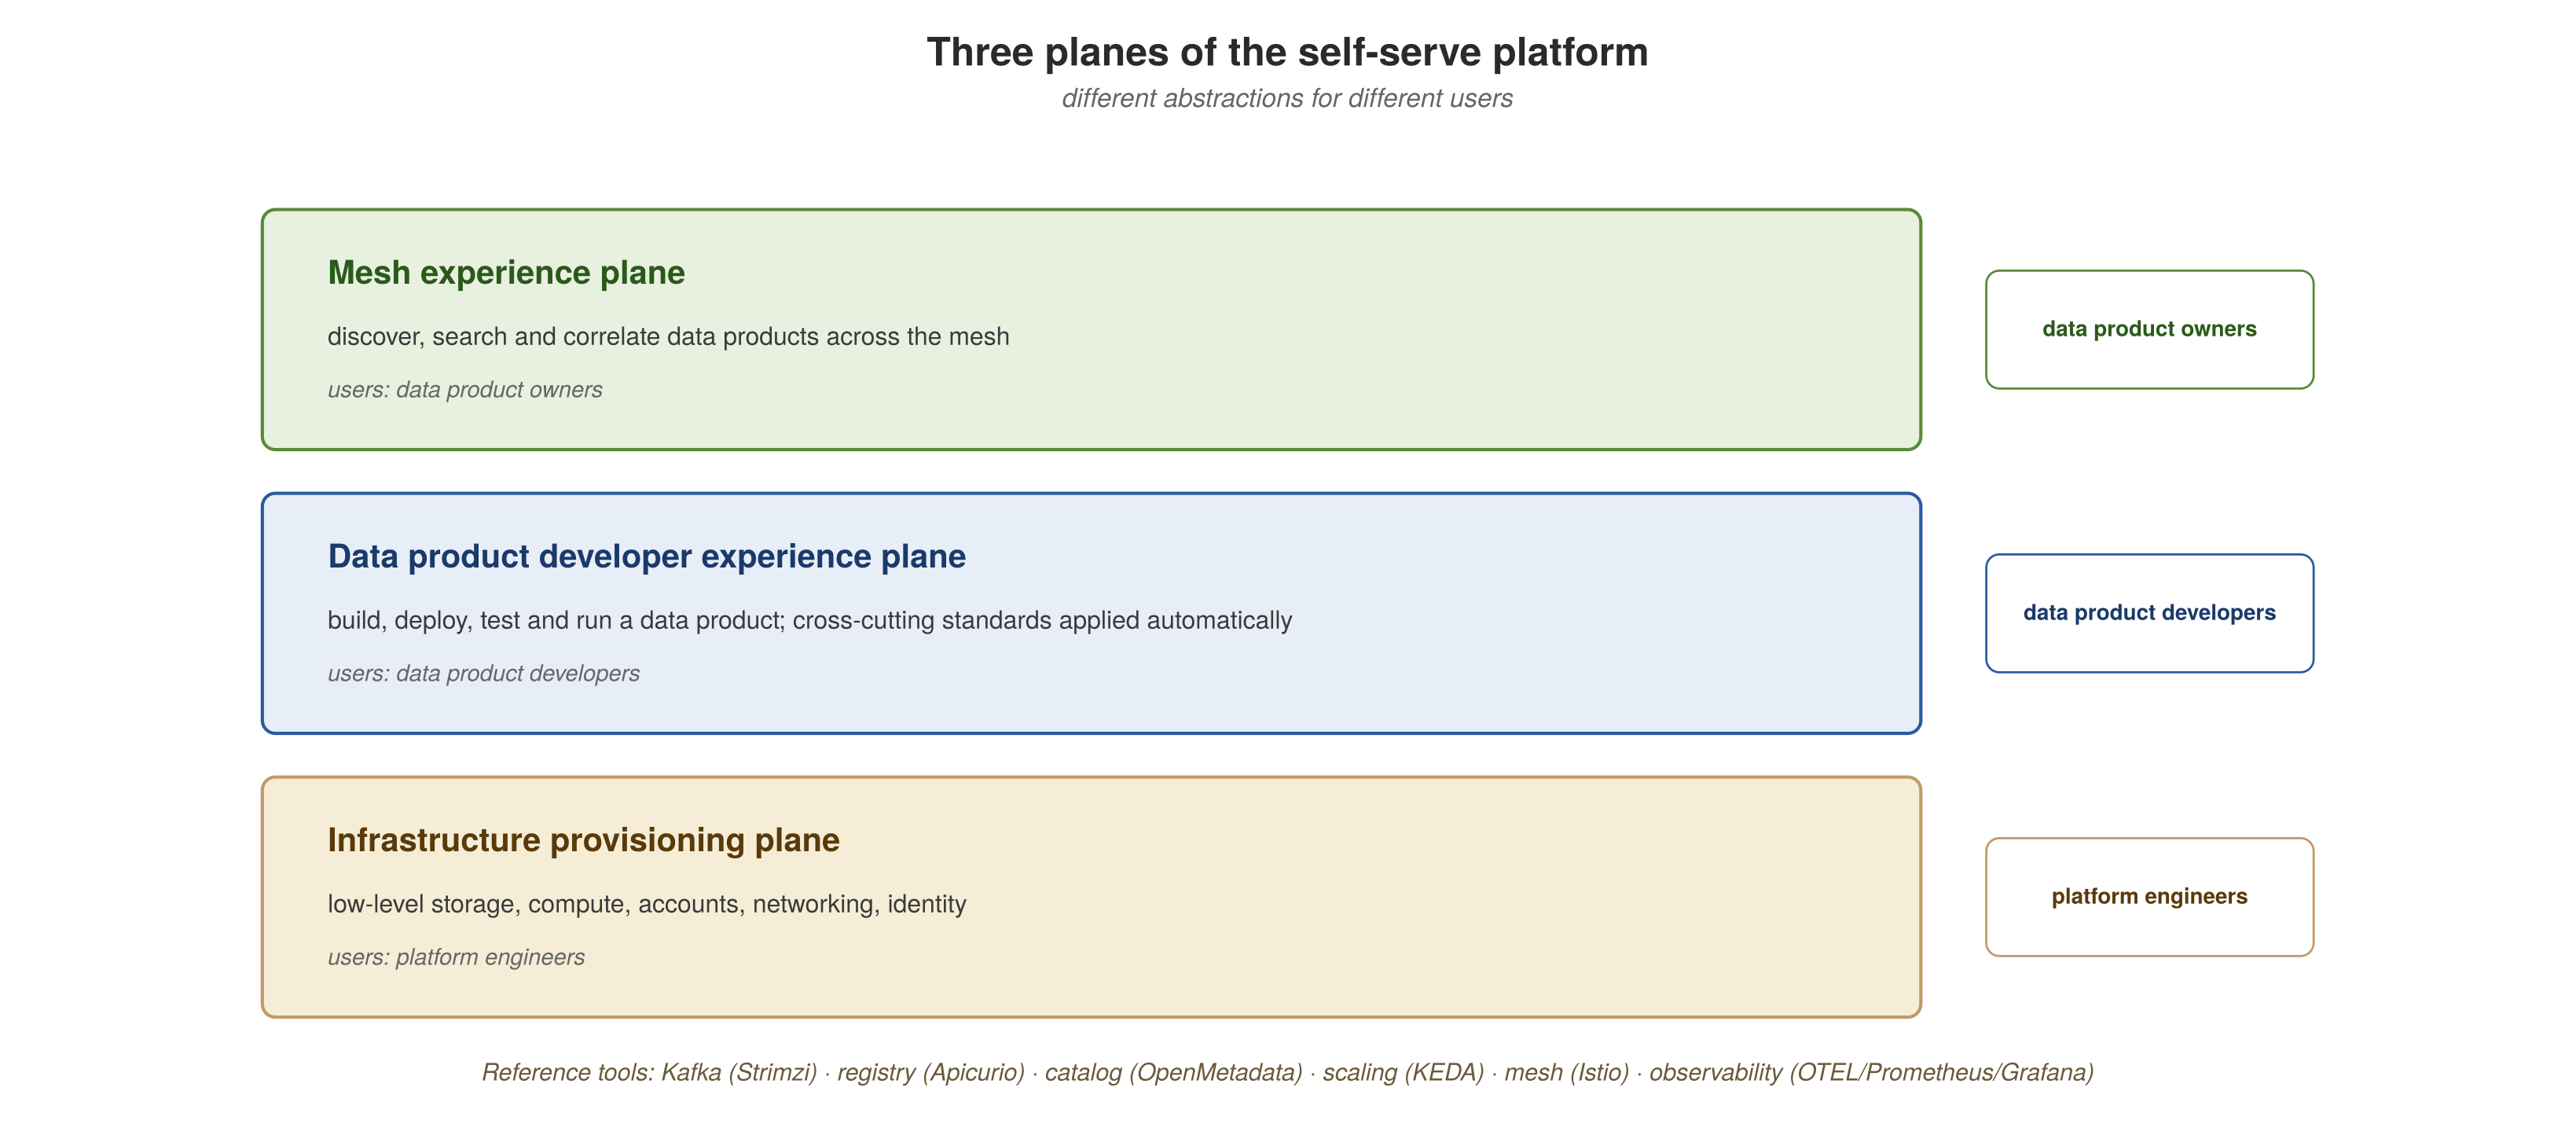 Three planes of the self-serve platform
different abstractions for different users
Mesh experience plane
discover, search and correlate data products across the mesh
users: data product owners
data product owners
Data product developer experience plane
build, deploy, test and run a data product; cross-cutting standards applied automatically
users: data product developers
data product developers
Infrastructure provisioning plane
low-level storage, compute, accounts, networking, identity
users: platform engineers
platform engineers
Reference tools: Kafka (Strimzi) · registry (Apicurio) · catalog (OpenMetadata) · scaling (KEDA) · mesh (Istio) · observability (OTEL/Prometheus/Grafana)